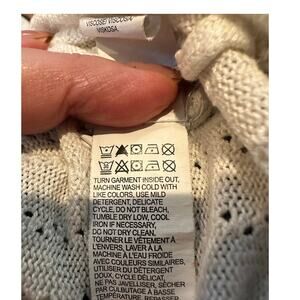 VISCOSE/VISCOSA/
VISKOSA.
TURN GARMENT INSIDE OUT,
MACHINE WASH COLD WITH
LIKE COLORS, USE MILD
DETERGENT, DELICATE
CYCLE, DO NOT BLEACH,
TUMBLE DRY LOW, COOL
IRON IF NECESSARY,
DO NOT DRY CLEAN.
TOURNER LE VÊTEMENT À
L'ENVERS, LAVER À LA
MACHINE À L'EAU FROIDE
AVEC COULEURS SIMILAIRES,
UTILISER DU DÉTERGENT
DOUX, CYCLE DÉLICAT,
NE PAS JAVELLISER, SÉCHER
PAR CULBUTAGE À BASSE
TEMPÉRATURE, REPASSER